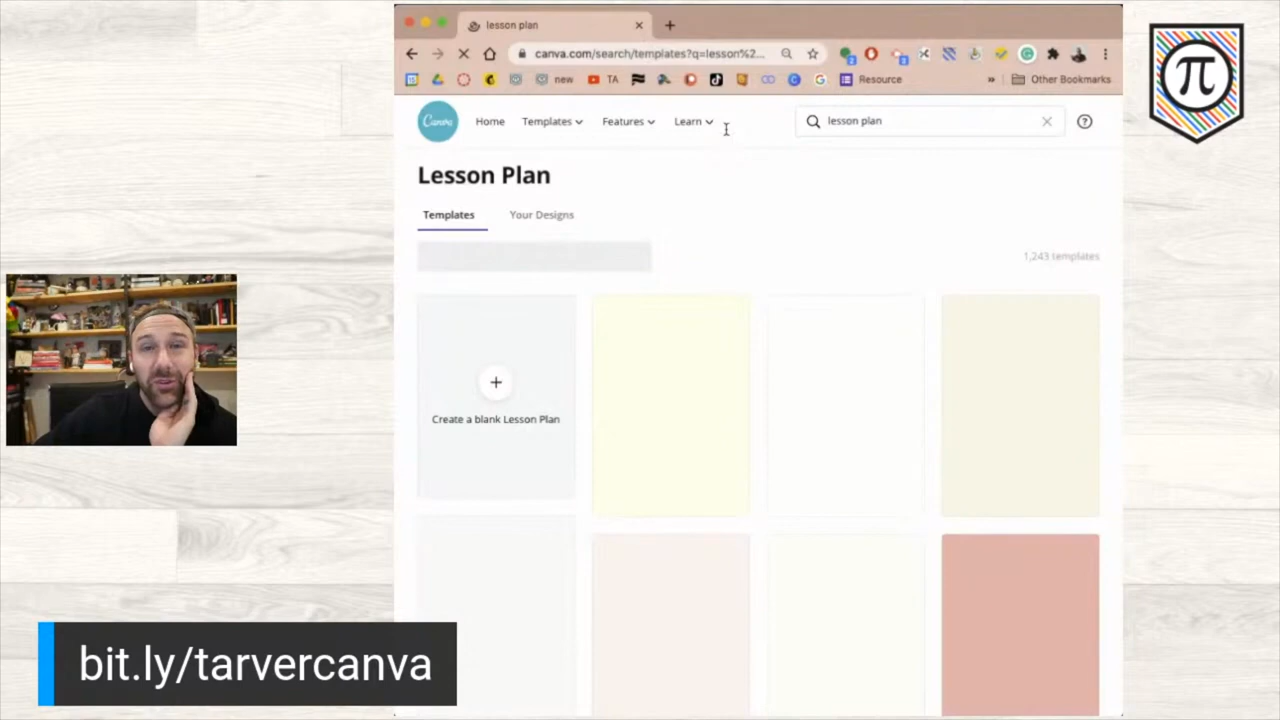 lesson plan
canva.com/search/templates?q=lesson%2...
new
TA
Resource
»
Other Bookmarks
Canva
Home
Templates
Features
Learn
lesson plan
π
Lesson Plan
Templates
Your Designs
1,243 templates
Create a blank Lesson Plan
bit.ly/tarvercanva